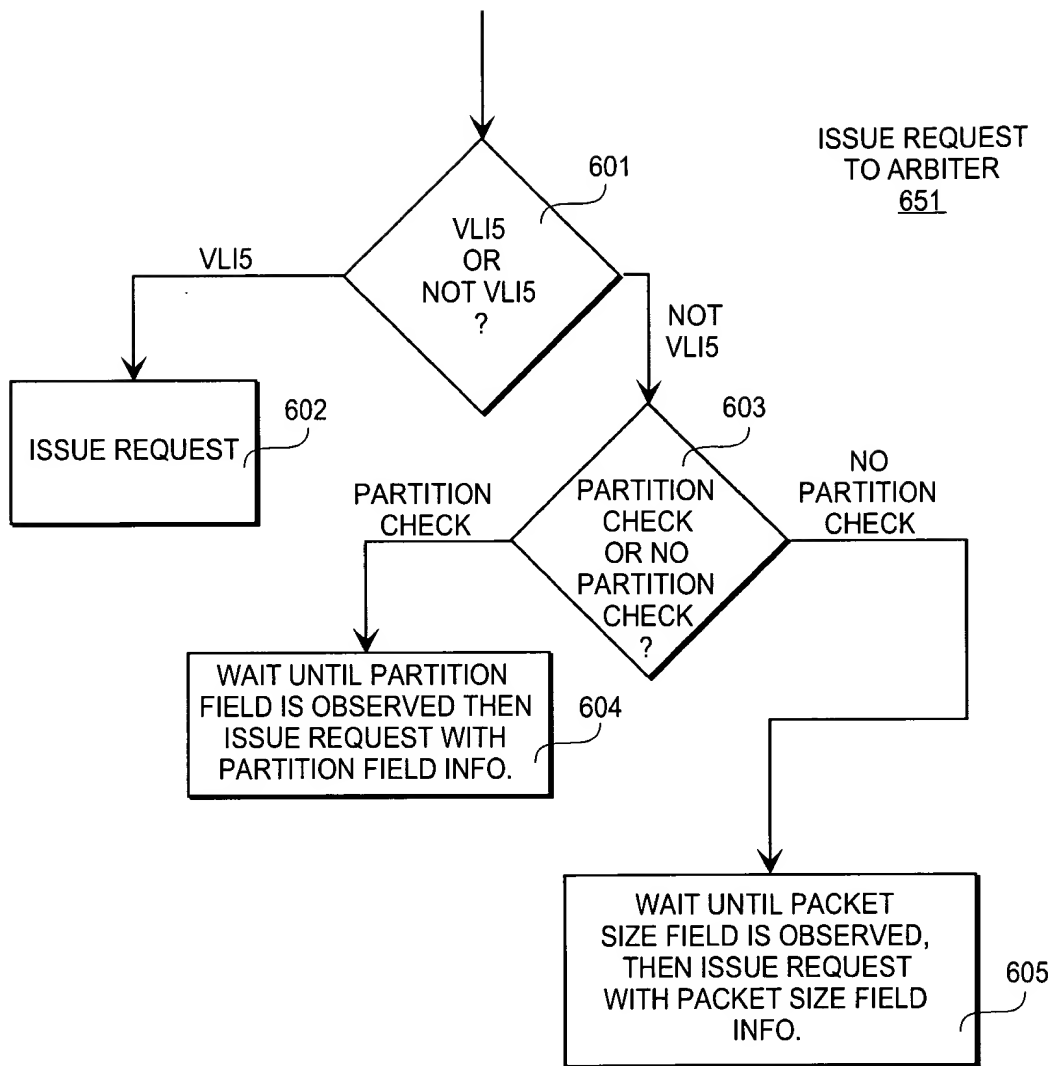 ISSUE REQUEST
TO ARBITER
651
601
VLI5
OR
NOT VLI5
?
VLI5
NOT
VLI5
602
ISSUE REQUEST
603
PARTITION
CHECK
OR NO
PARTITION
CHECK
?
PARTITION
CHECK
NO
PARTITION
CHECK
WAIT UNTIL PARTITION
FIELD IS OBSERVED THEN
ISSUE REQUEST WITH
PARTITION FIELD INFO.
604
WAIT UNTIL PACKET
SIZE FIELD IS OBSERVED,
THEN ISSUE REQUEST
WITH PACKET SIZE FIELD
INFO.
605